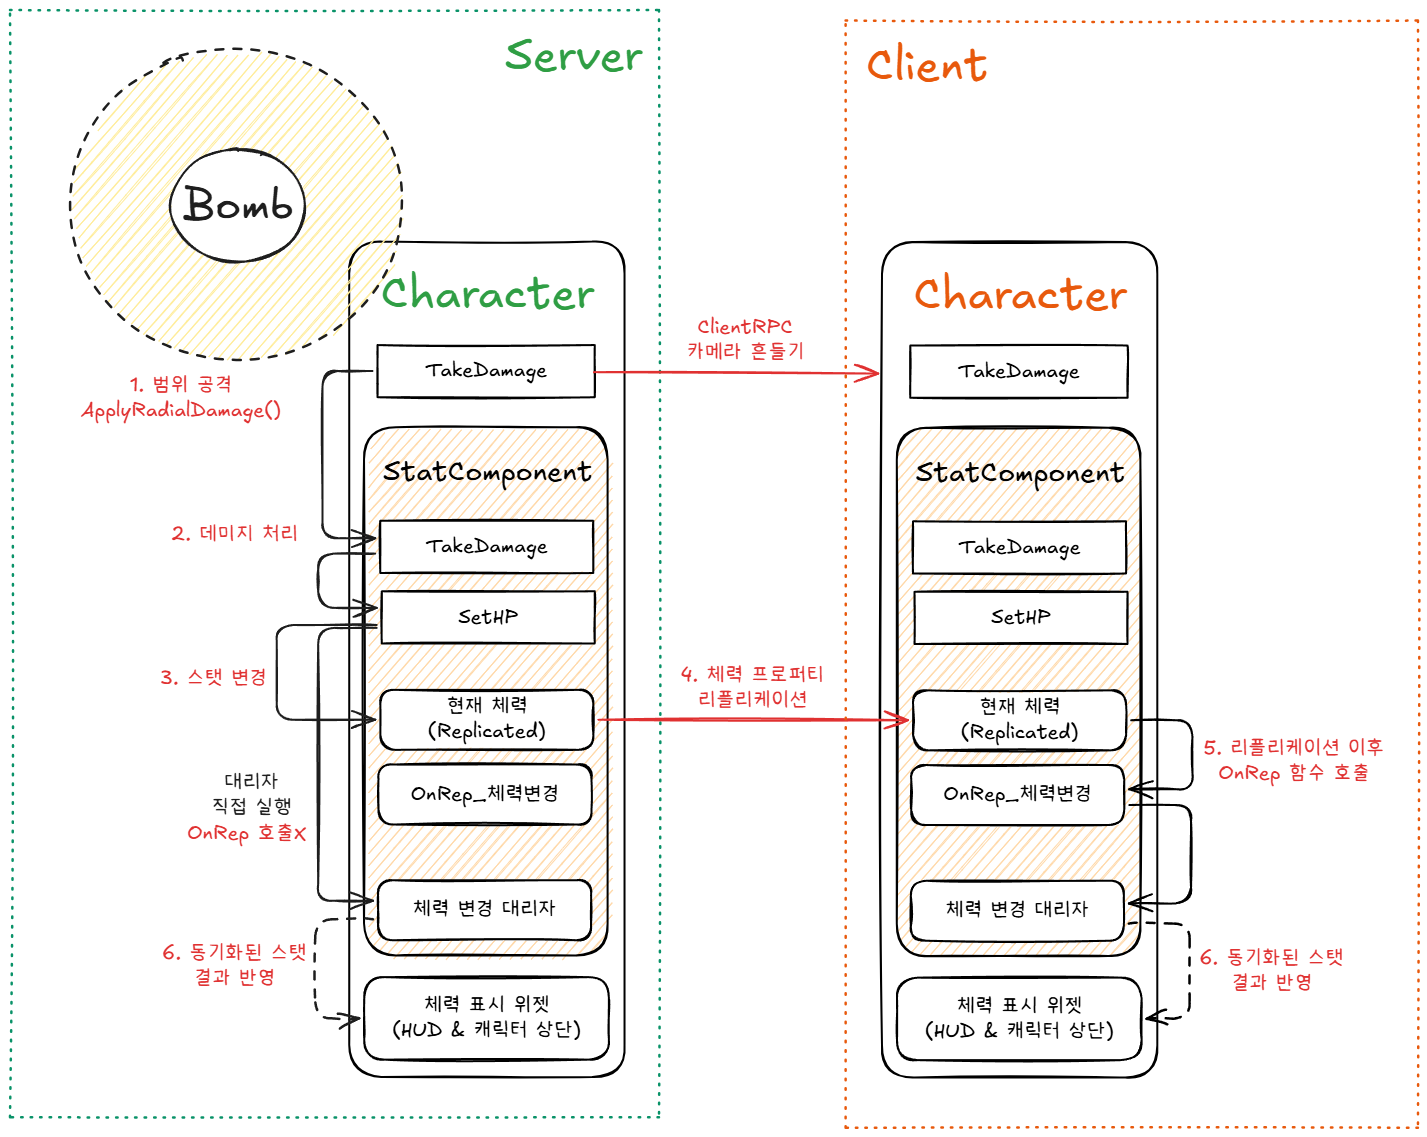 Server
Client
Bomb
Character
Character
1. 범위 공격
ApplyRadialDamage()
TakeDamage
ClientRPC
카메라 흔들기
TakeDamage
StatComponent
StatComponent
2. 데미지 처리
TakeDamage
TakeDamage
SetHP
SetHP
3. 스탯 변경
현재 체력
(Replicated)
4. 체력 프로퍼티
리플리케이션
현재 체력
(Replicated)
5. 리플리케이션 이후
OnRep 함수 호출
대리자
직접 실행
OnRep 호출X
OnRep_체력변경
OnRep_체력변경
체력 변경 대리자
체력 변경 대리자
6. 동기화된 스탯
결과 반영
6. 동기화된 스탯
결과 반영
체력 표시 위젯
(HUD & 캐릭터 상단)
체력 표시 위젯
(HUD & 캐릭터 상단)